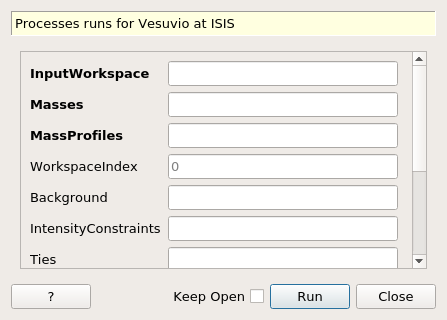 Processes runs for Vesuvio at ISIS
InputWorkspace
Masses
MassProfiles
WorkspaceIndex 0
Background
IntensityConstraints
Ties
? Keep Open Run Close